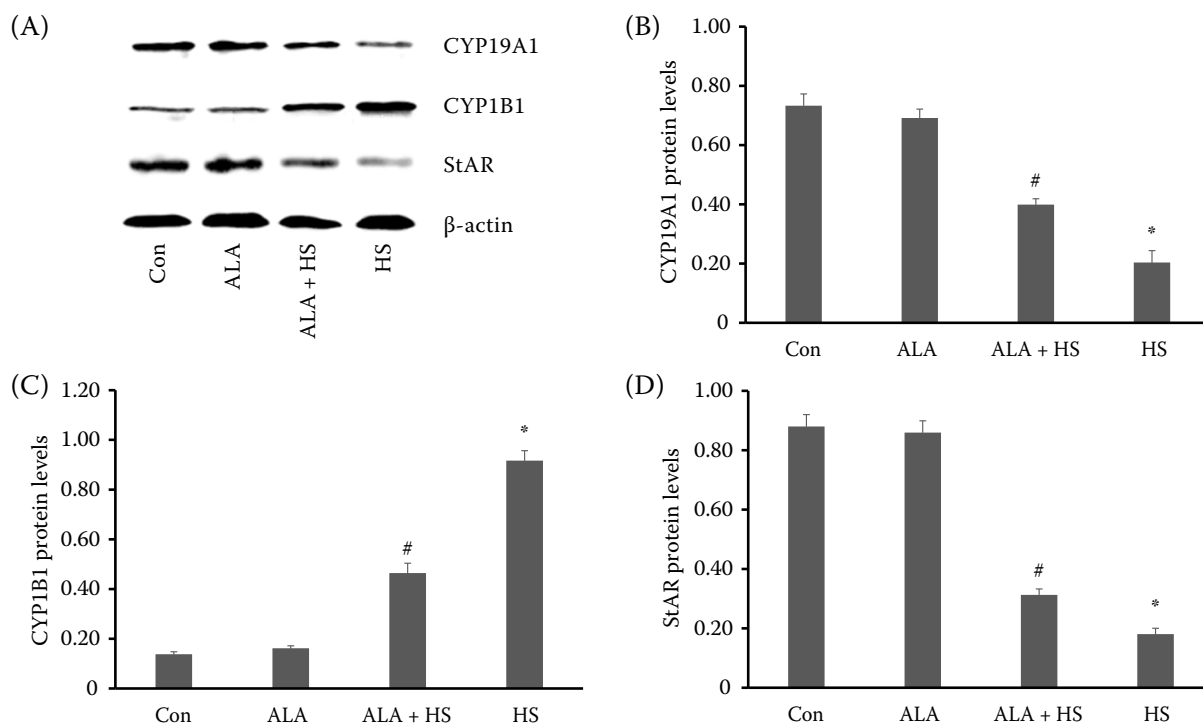 (A)
CYP19A1
CYP1B1
StAR
β-actin
Con
ALA
ALA + HS
HS
(B)
CYP19A1 protein levels
1.00
0.80
0.60
0.40
0.20
0
#
*
Con
ALA
ALA + HS
HS
(C)
CYP1B1 protein levels
1.20
1.00
0.80
0.60
0.40
0.20
0
#
*
Con
ALA
ALA + HS
HS
(D)
StAR protein levels
1.00
0.80
0.60
0.40
0.20
0
#
*
Con
ALA
ALA + HS
HS